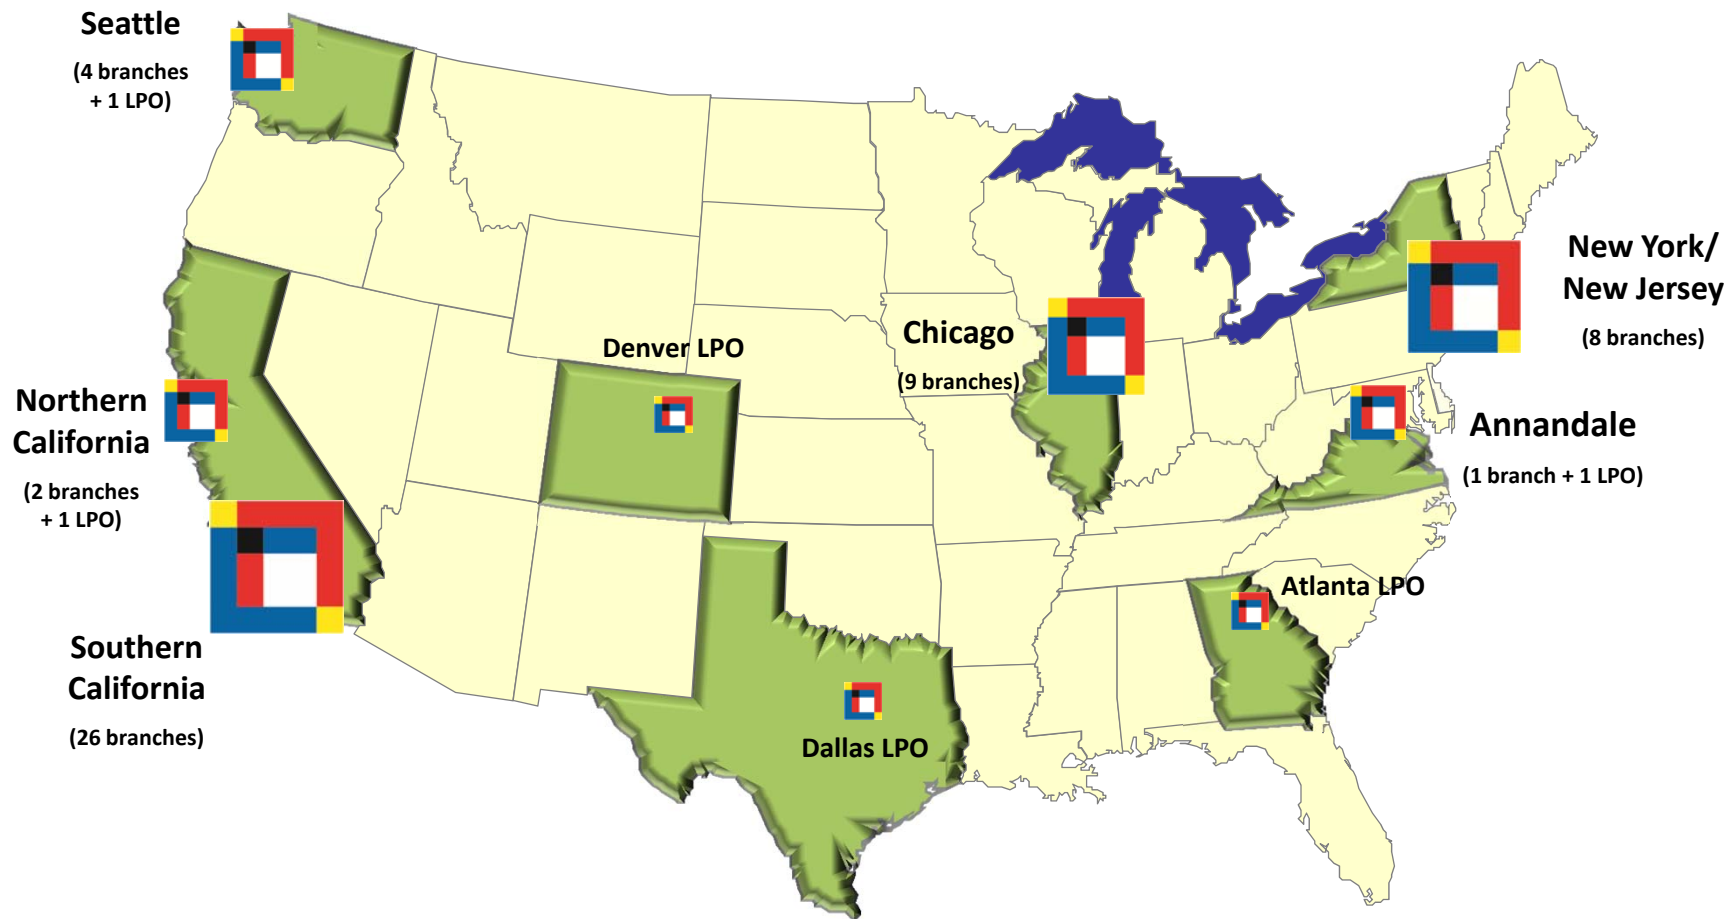 Seattle
(4 branches
+ 1 LPO)
New York/
New Jersey
(8 branches)
Chicago
(9 branches)
Denver LPO
Northern
California
(2 branches
+ 1 LPO)
Annandale
(1 branch + 1 LPO)
Atlanta LPO
Southern
California
(26 branches)
Dallas LPO